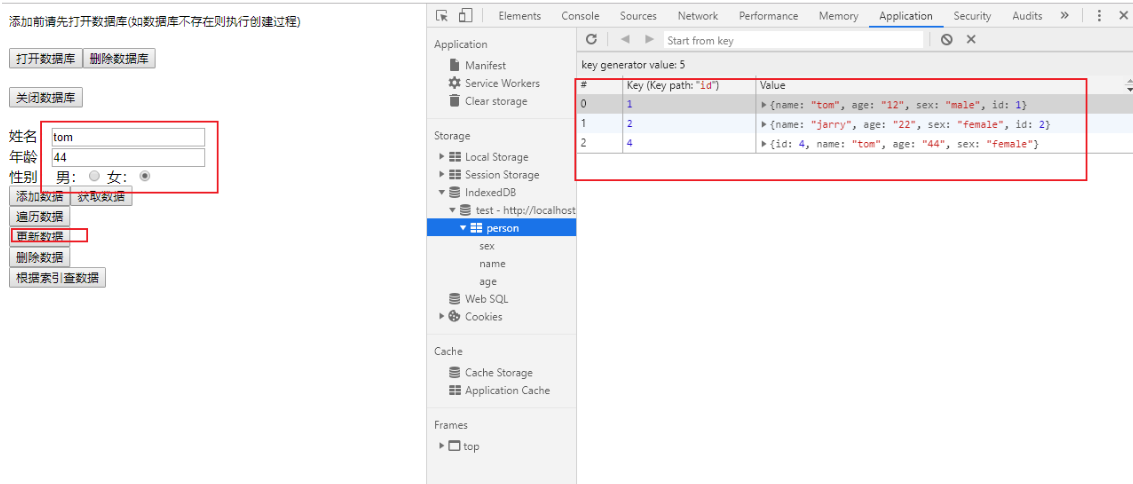 添加前请先打开数据库(如数据库不存在则执行创建过程)
打开数据库 删除数据库
关闭数据库
姓名 tom
年龄 44
性别 男： 女：
添加数据 获取数据
遍历数据
更新数据
删除数据
根据索引查数据
Elements Console Sources Network Performance Memory Application Security Audits »
Application
Manifest
Service Workers
Clear storage
Storage
Local Storage
Session Storage
IndexedDB
test - http://localhost
person
sex
name
age
Web SQL
Cookies
Cache
Cache Storage
Application Cache
Frames
top
Start from key
key generator value: 5
# Key (Key path: "id") Value
0 1 {name: "tom", age: "12", sex: "male", id: 1}
1 2 {name: "jarry", age: "22", sex: "female", id: 2}
2 4 {id: 4, name: "tom", age: "44", sex: "female"}